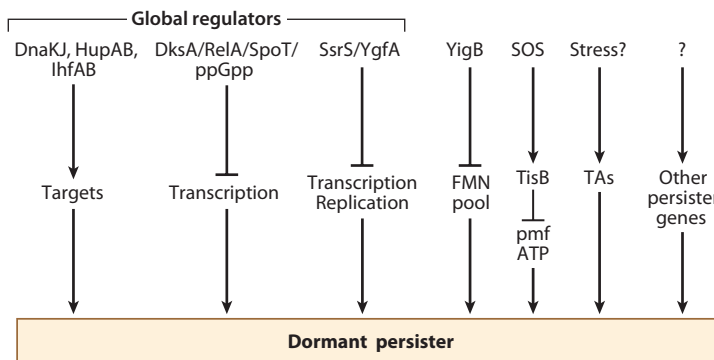 Global regulators
DnaKJ, HupAB,
IhfAB
DksA/RelA/SpoT/
ppGpp
SsrS/YgfA
YigB
SOS
Stress?
?
Targets
Transcription
Transcription
Replication
FMN
pool
TisB
pmf
ATP
TAs
Other
persister
genes
Dormant persister